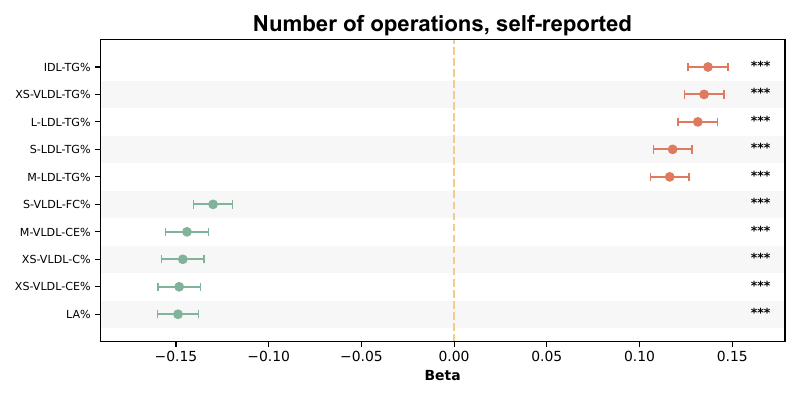 Number of operations, self-reported
IDL-TG% ***
XS-VLDL-TG% ***
L-LDL-TG% ***
S-LDL-TG% ***
M-LDL-TG% ***
S-VLDL-FC% ***
M-VLDL-CE% ***
XS-VLDL-C% ***
XS-VLDL-CE% ***
LA% ***
−0.15 −0.10 −0.05 0.00 0.05 0.10 0.15
Beta